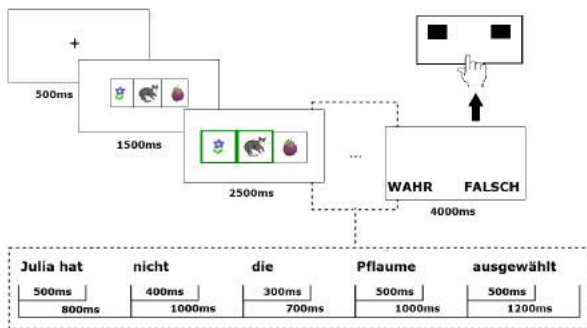 500ms
1500ms
2500ms
...
WAHR FALSCH
4000ms
Julia hat nicht die Pflaume ausgewählt
500ms 400ms 300ms 500ms 500ms
800ms 1000ms 700ms 1000ms 1200ms